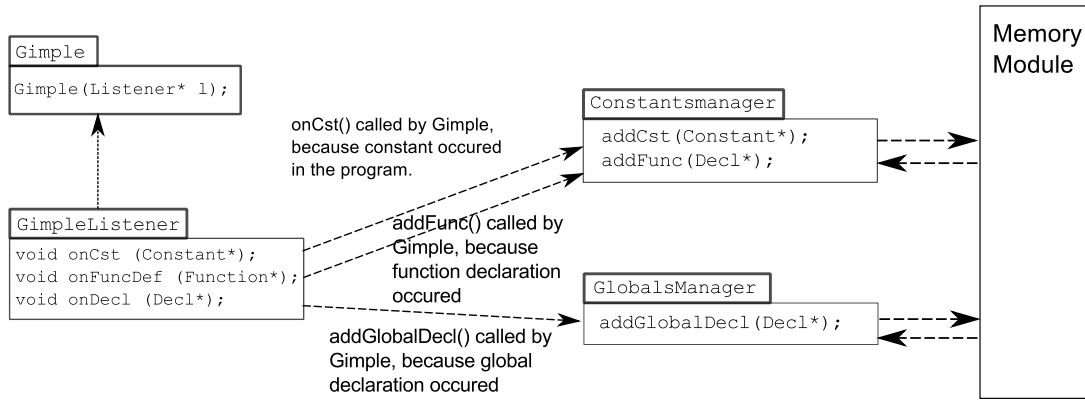 Gimple
Gimple(Listener* l);
GimpleListener
void onCst (Constant*);
void onFuncDef (Function*);
void onDecl (Decl*);
onCst() called by Gimple,
because constant occured
in the program.
addFunc() called by
Gimple, because
function declaration
occured
addGlobalDecl() called by
Gimple, because global
declaration occured
Constantsmanager
addCst(Constant*);
addFunc(Decl*);
GlobalsManager
addGlobalDecl(Decl*);
Memory
Module